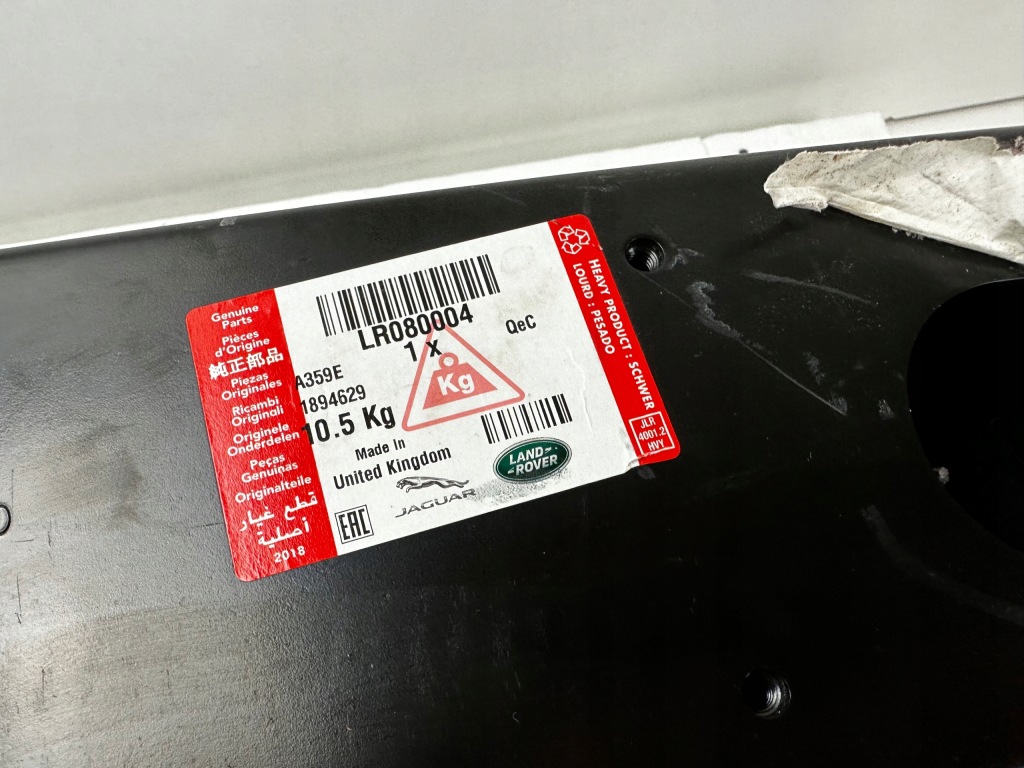 Genuine
Parts
Pièces
d'Origine
純正部品
Piezas
Originales
Ricambi
Originali
Originele
Onderdelen
Peças
Genuinas
Originalteile
قطع غيار
أصلية
2018
LR080004
1 x
QeC
A359E
1894629
10.5 Kg
Kg
Made In
United Kingdom
JAGUAR
LAND
ROVER
EAC
HEAVY PRODUCT : SCHWER
LOURD : PESADO
JLR
4001.2
HVY